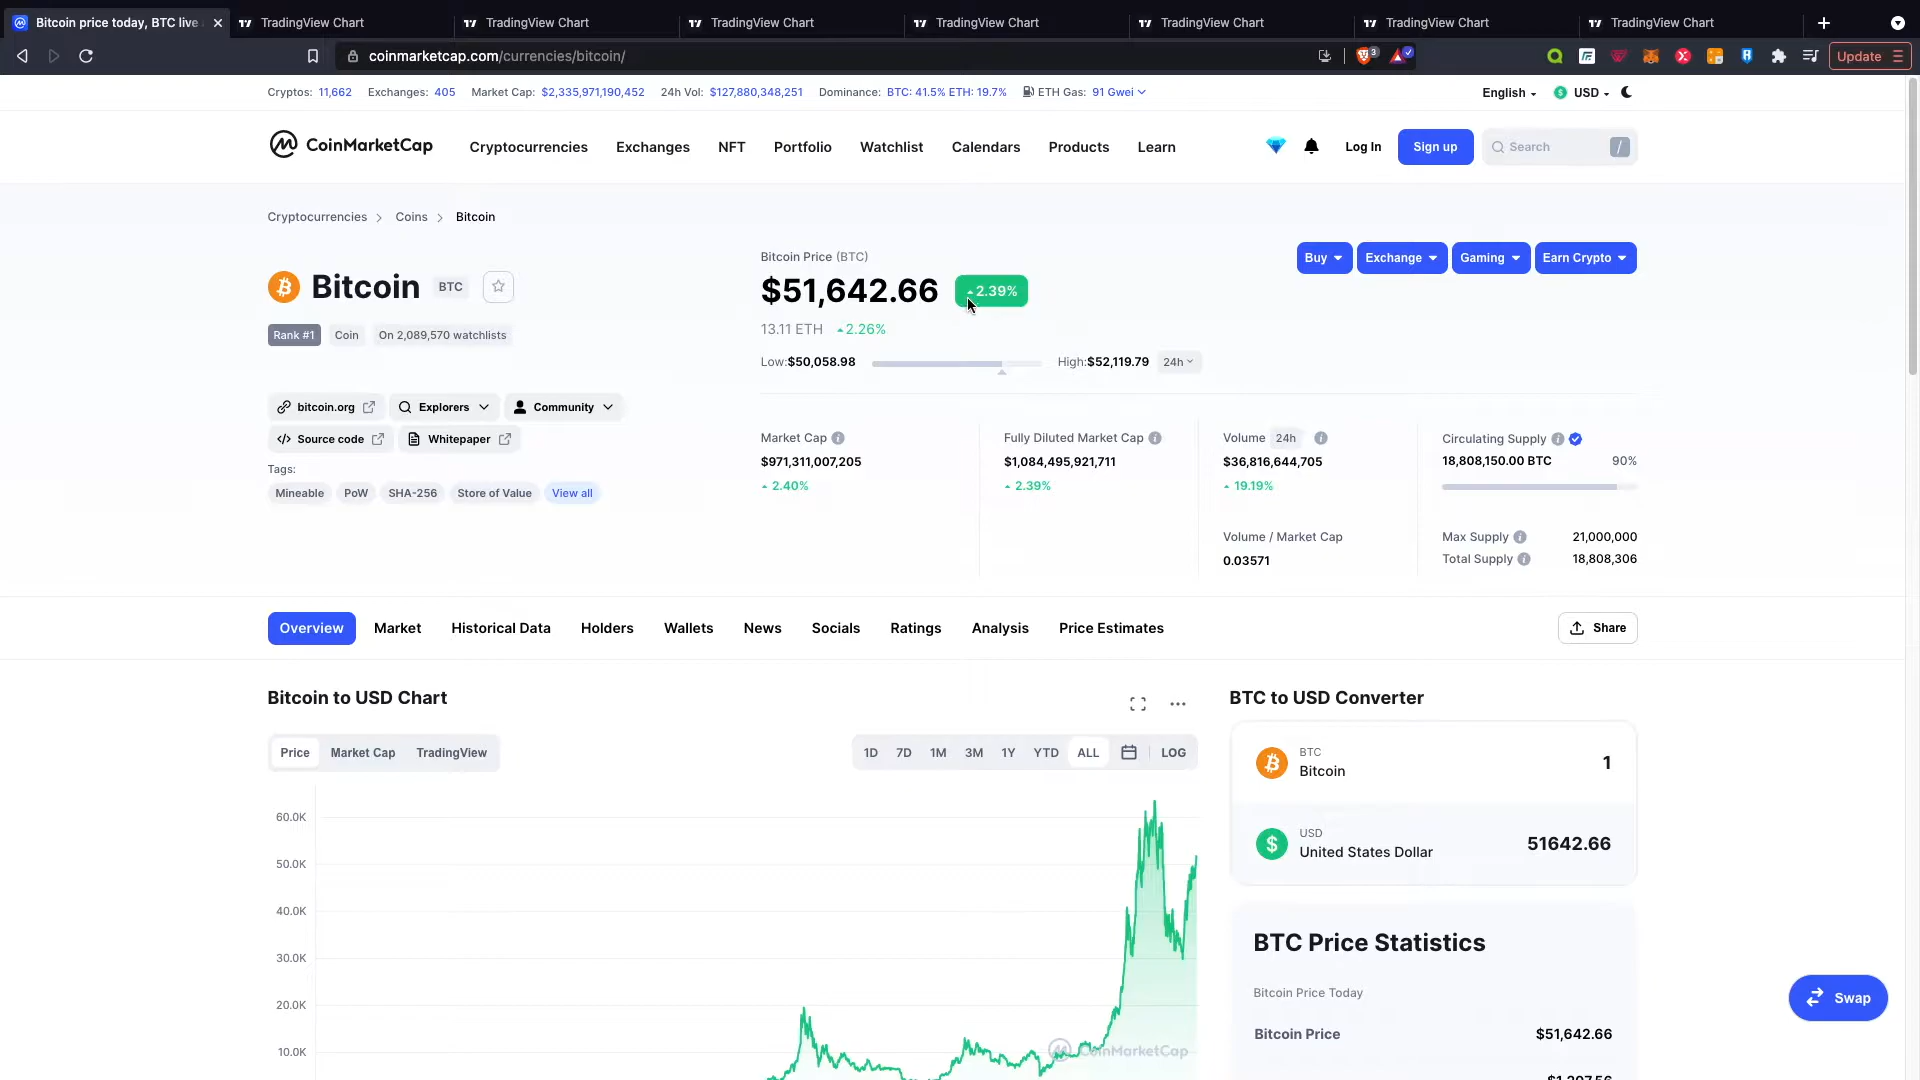 Bitcoin price today, BTC live
TradingView Chart
TradingView Chart
TradingView Chart
TradingView Chart
TradingView Chart
TradingView Chart
TradingView Chart
coinmarketcap.com/currencies/bitcoin/
3
Update
Cryptos: 11,662 Exchanges: 405 Market Cap: $2,335,971,190,452 24h Vol: $127,880,348,251 Dominance: BTC: 41.5% ETH: 19.7% ETH Gas: 91 Gwei
English USD
CoinMarketCap
Cryptocurrencies Exchanges NFT Portfolio Watchlist Calendars Products Learn
Log In Sign up Search /
Cryptocurrencies > Coins > Bitcoin
Bitcoin BTC
Rank #1 Coin On 2,089,570 watchlists
bitcoin.org Explorers Community
Source code Whitepaper
Tags:
Mineable PoW SHA-256 Store of Value View all
Bitcoin Price (BTC)
$51,642.66 2.39%
13.11 ETH 2.26%
Low:$50,058.98 High:$52,119.79 24h
Buy Exchange Gaming Earn Crypto
Market Cap
$971,311,007,205
2.40%
Fully Diluted Market Cap
$1,084,495,921,711
2.39%
Volume 24h
$36,816,644,705
19.19%
Volume / Market Cap
0.03571
Circulating Supply
18,808,150.00 BTC 90%
Max Supply 21,000,000
Total Supply 18,808,306
Overview Market Historical Data Holders Wallets News Socials Ratings Analysis Price Estimates
Share
Bitcoin to USD Chart
Price Market Cap TradingView
1D 7D 1M 3M 1Y YTD ALL LOG
60.0K
50.0K
40.0K
30.0K
20.0K
10.0K
CoinMarketCap
BTC to USD Converter
BTC
Bitcoin 1
USD
United States Dollar 51642.66
BTC Price Statistics
Bitcoin Price Today
Bitcoin Price $51,642.66
Swap